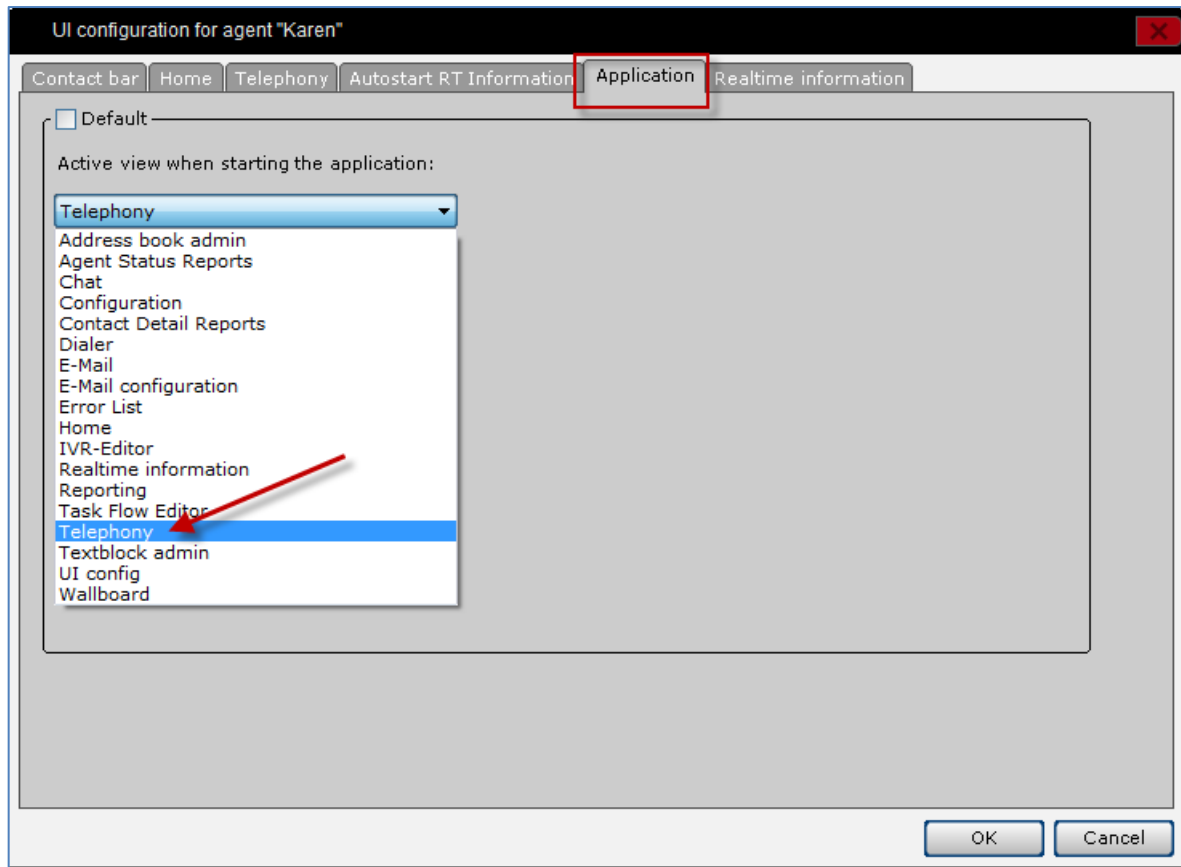 UI configuration for agent "Karen"
Contact bar Home Telephony Autostart RT Information Application Realtime information
Default
Active view when starting the application:
Telephony
Address book admin
Agent Status Reports
Chat
Configuration
Contact Detail Reports
Dialer
E-Mail
E-Mail configuration
Error List
Home
IVR-Editor
Realtime information
Reporting
Task Flow Editor
Telephony
Textblock admin
UI config
Wallboard
OK Cancel